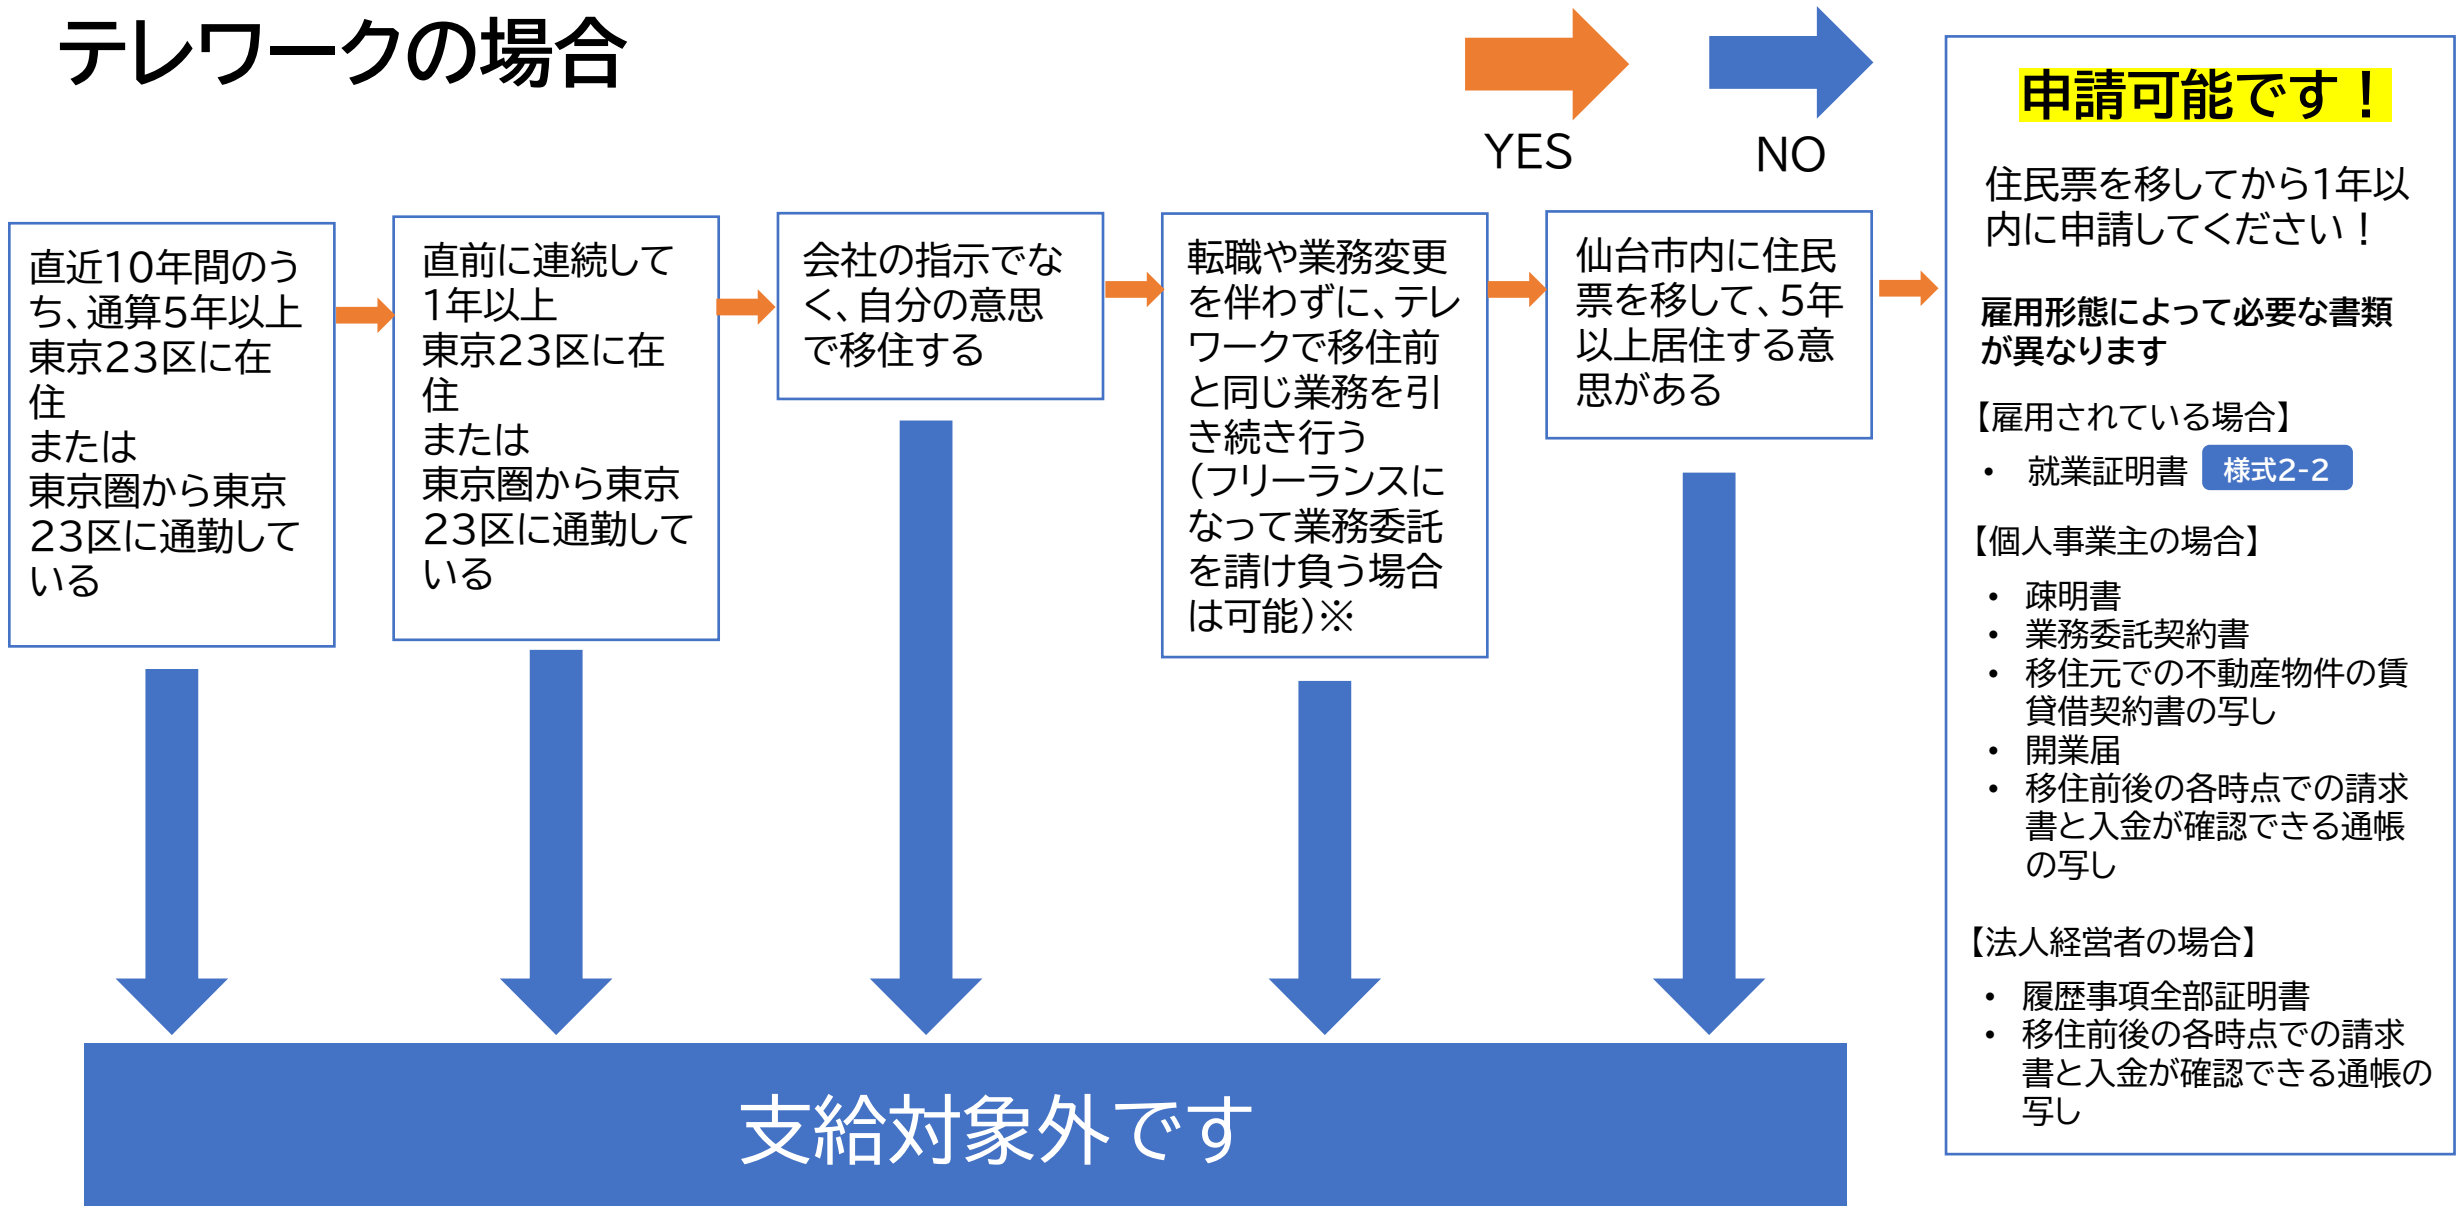 テレワークの場合
YES
NO
直近10年間のう
ち、通算5年以上
東京23区に在
住
または
東京圏から東京
23区に通勤して
いる
直前に連続して
1年以上
東京23区に在
住
または
東京圏から東京
23区に通勤して
いる
会社の指示でな
く、自分の意思
で移住する
転職や業務変更
を伴わずに、テレ
ワークで移住前
と同じ業務を引
き続き行う
(フリーランスに
なって業務委託
を請け負う場合
は可能)※
仙台市内に住民
票を移して、5年
以上居住する意
思がある
支給対象外です
申請可能です！
住民票を移してから1年以
内に申請してください！
雇用形態によって必要な書類
が異なります
【雇用されている場合】
• 就業証明書 様式2-2
【個人事業主の場合】
• 疎明書
• 業務委託契約書
• 移住元での不動産物件の賃
貸借契約書の写し
• 開業届
• 移住前後の各時点での請求
書と入金が確認できる通帳
の写し
【法人経営者の場合】
• 履歴事項全部証明書
• 移住前後の各時点での請求
書と入金が確認できる通帳の
写し